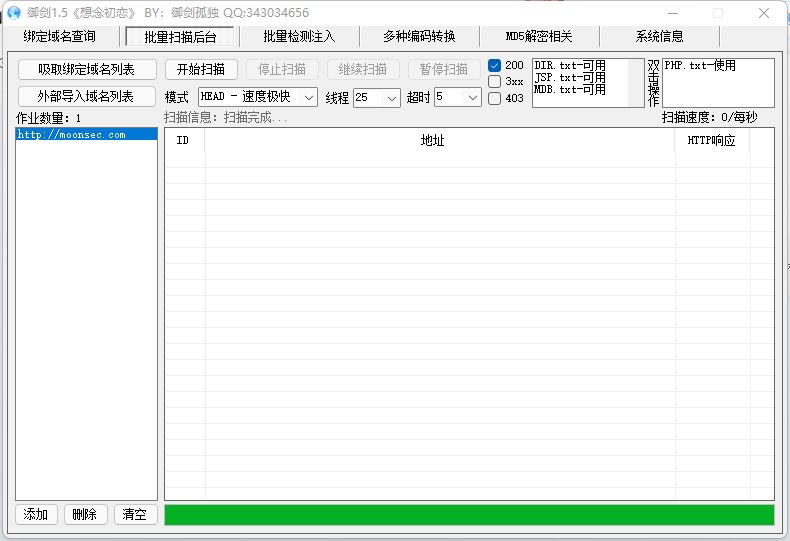 御剑1.5《想念初恋》 BY：御剑孤独 QQ:343034656
绑定域名查询 批量扫描后台 批量检测注入 多种编码转换 MD5解密相关 系统信息
吸取绑定域名列表 开始扫描 停止扫描 继续扫描 暂停扫描
200
3xx
403
DIR.txt-可用
JSP.txt-可用
MDB.txt-可用
双击操作
PHP.txt-使用
外部导入域名列表 模式 HEAD - 速度极快 线程 25 超时 5
作业数量: 1 扫描信息: 扫描完成... 扫描速度: 0/每秒
http://moonsec.com
ID 地址 HTTP响应
添加 删除 清空